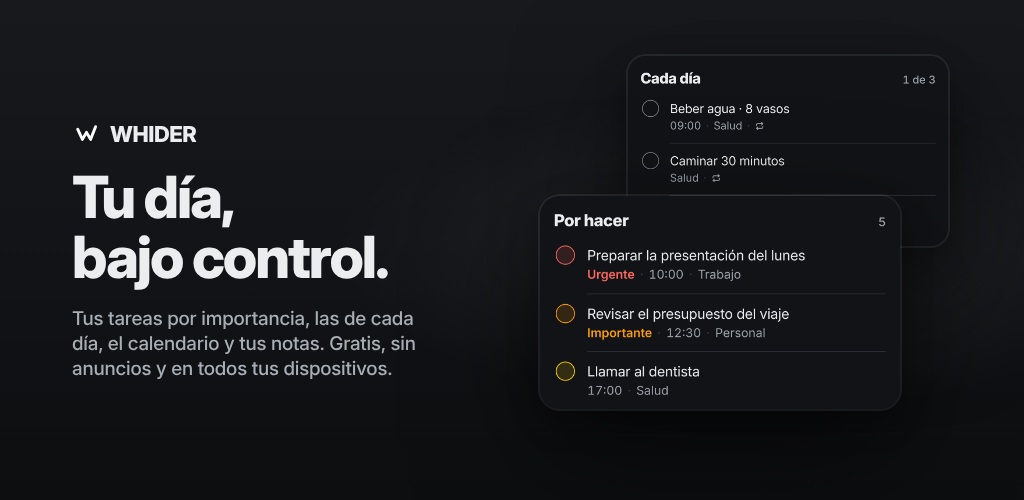 WHIDER
Tu día,
bajo control.
Tus tareas por importancia, las de cada
día, el calendario y tus notas. Gratis, sin
anuncios y en todos tus dispositivos.
Cada día
1 de 3
Beber agua · 8 vasos
09:00 · Salud ·
Caminar 30 minutos
Salud ·
Por hacer
5
Preparar la presentación del lunes
Urgente · 10:00 · Trabajo
Revisar el presupuesto del viaje
Importante · 12:30 · Personal
Llamar al dentista
17:00 · Salud